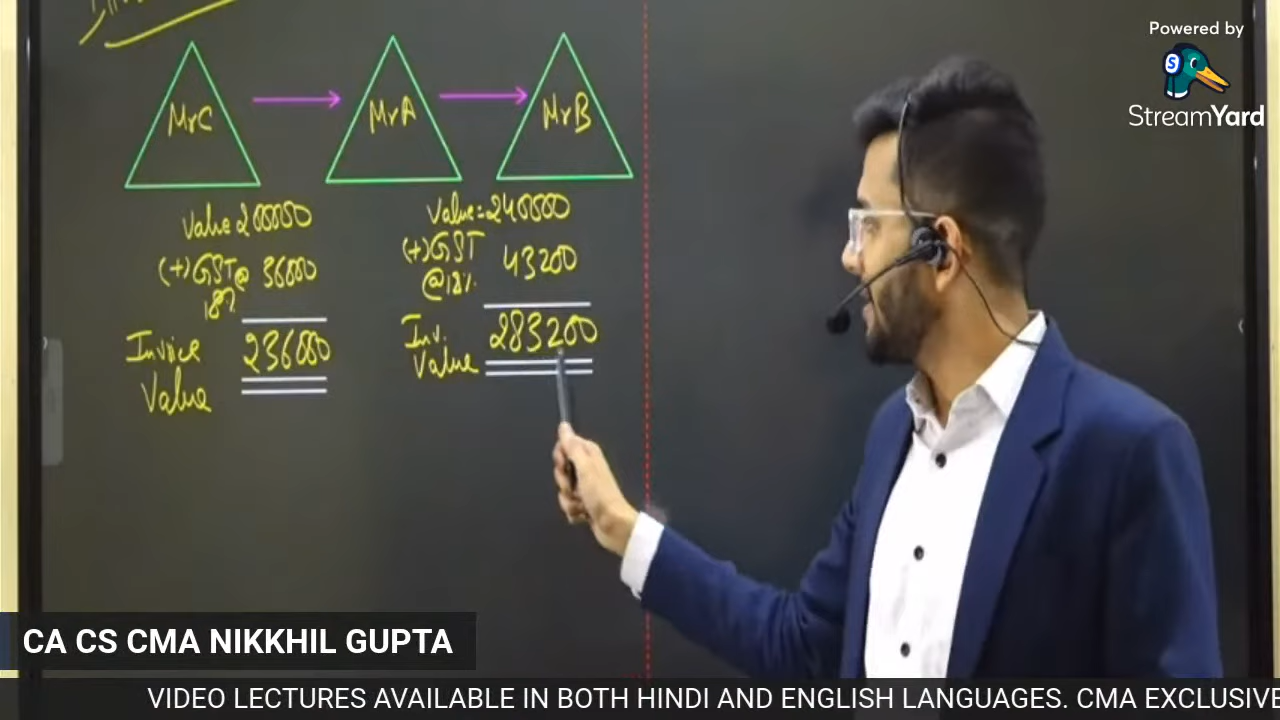 Powered by
StreamYard
MrC
MrA
MrB
Value 200000
(+) GST @ 36000
18%
Invoice 236000
Value
Value = 240000
(+) GST 43200
@ 18%
Inv. 283200
Value
CA CS CMA NIKKHIL GUPTA
VIDEO LECTURES AVAILABLE IN BOTH HINDI AND ENGLISH LANGUAGES. CMA EXCLUSIVE